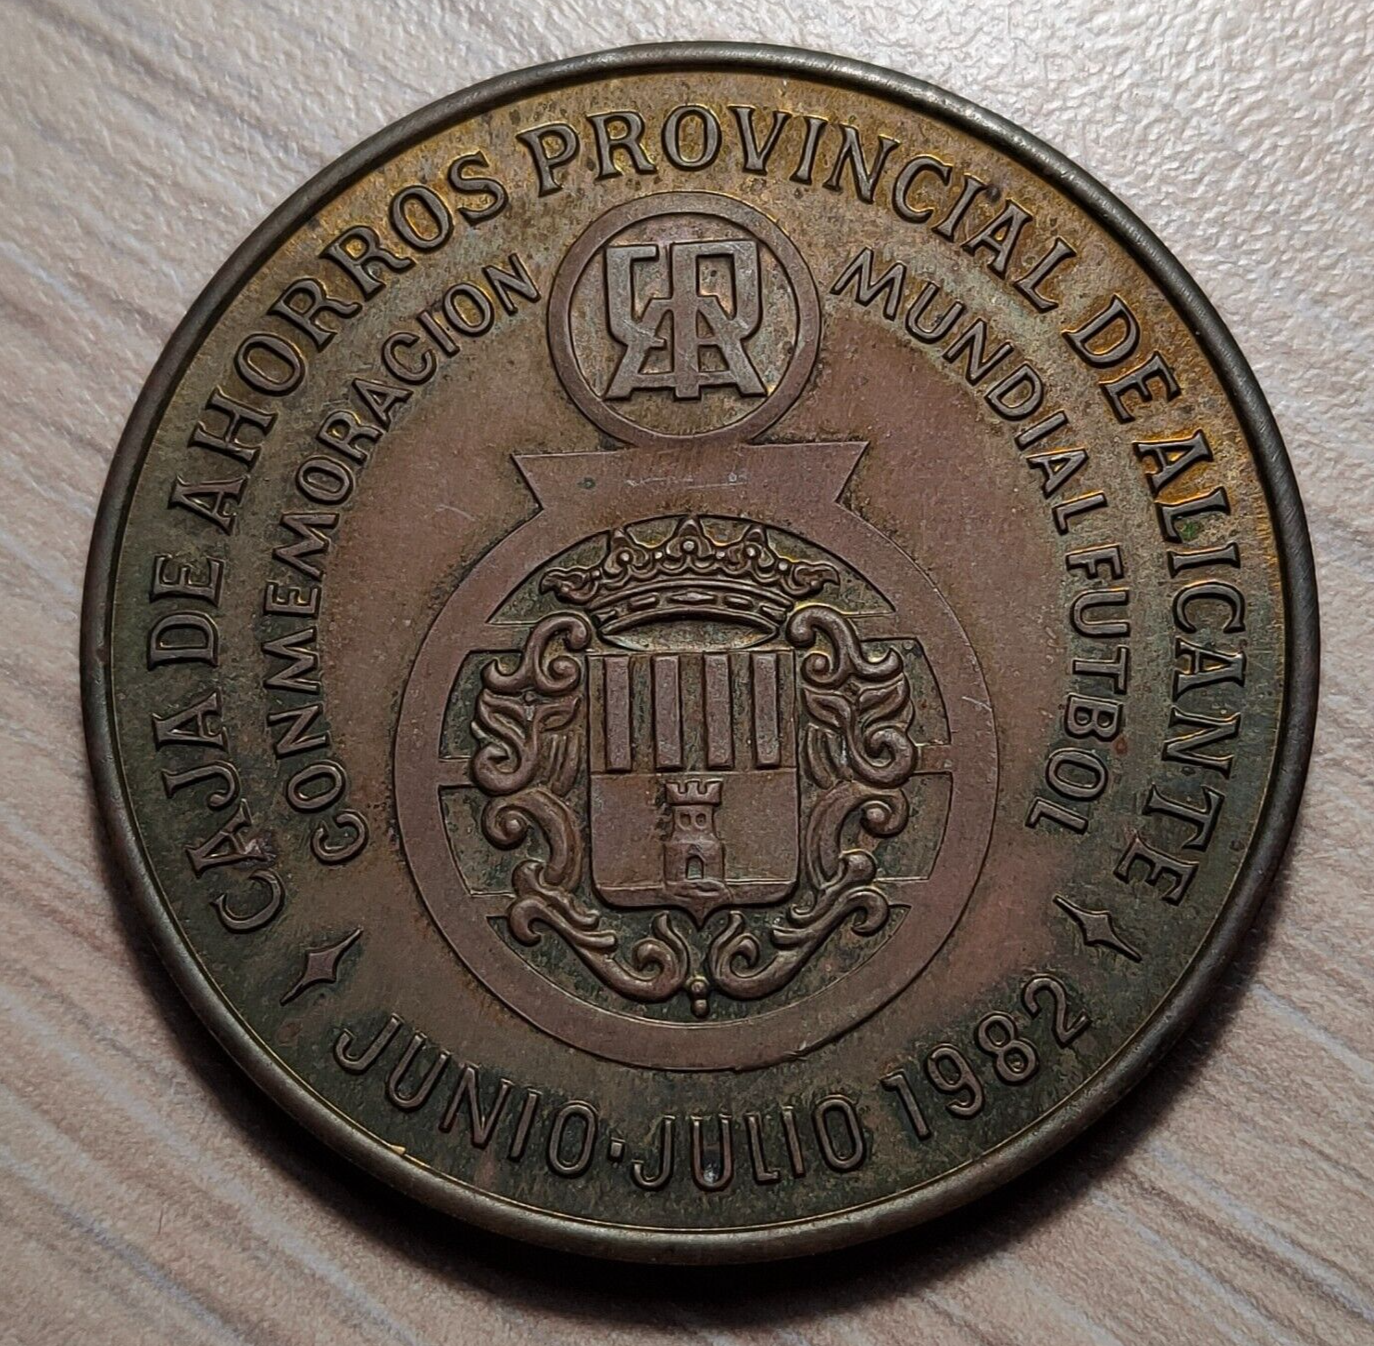 CAJA DE AHORROS PROVINCIAL DE ALICANTE
CONMEMORACION MUNDIAL FUTBOL
JUNIO·JULIO 1982